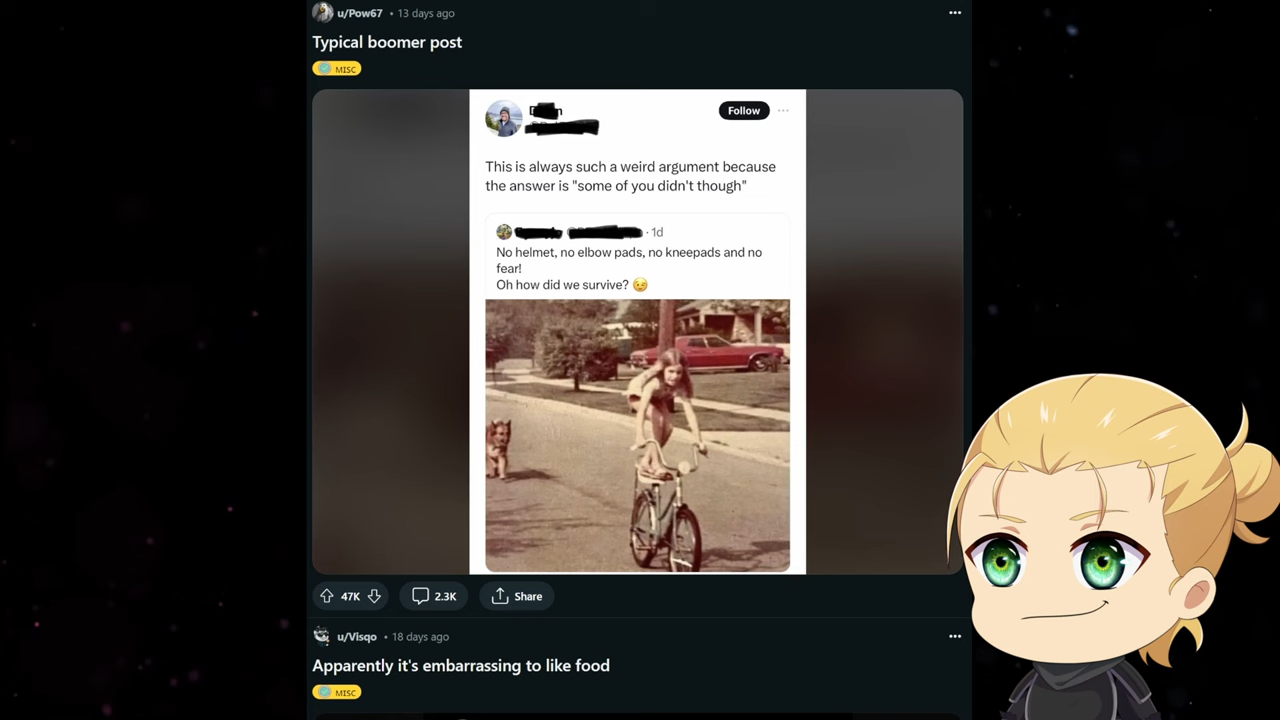 u/Pow67 • 13 days ago
Typical boomer post
MISC
Follow
This is always such a weird argument because
the answer is "some of you didn't though"
· 1d
No helmet, no elbow pads, no kneepads and no
fear!
Oh how did we survive? 😉
47K
2.3K
Share
u/Visqo • 18 days ago
Apparently it's embarrassing to like food
MISC